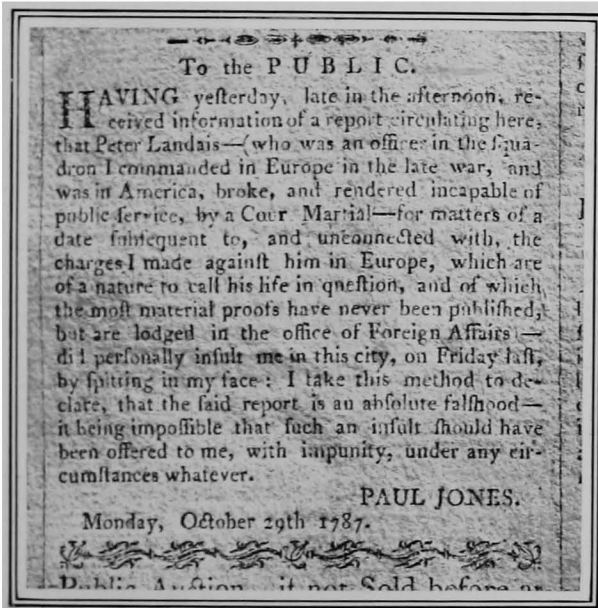 To the PUBLIC.
HAVING yeſterday, late in the afternoon, re-
ceived information of a report circulating here,
that Peter Landais—(who was an officer in the ſqua-
dron I commanded in Europe in the late war, and
was in America, broke, and rendered incapable of
public ſervice, by a Court Martial—for matters of a
date ſubſequent to, and unconnected with, the
charges I made againſt him in Europe, which are
of a nature to call his life in queſtion, and of which
the moſt material proofs have never been publiſhed,
but are lodged in the office of Foreign Affairs)—
did perſonally inſult me in this city, on Friday laſt,
by ſpitting in my face: I take this method to de-
clare, that the ſaid report is an abſolute falſhood—
it being impoſſible that ſuch an inſult ſhould have
been offered to me, with impunity, under any cir-
cumſtances whatever.
PAUL JONES.
Monday, October 29th 1787.
Public Auction, if not Sold before